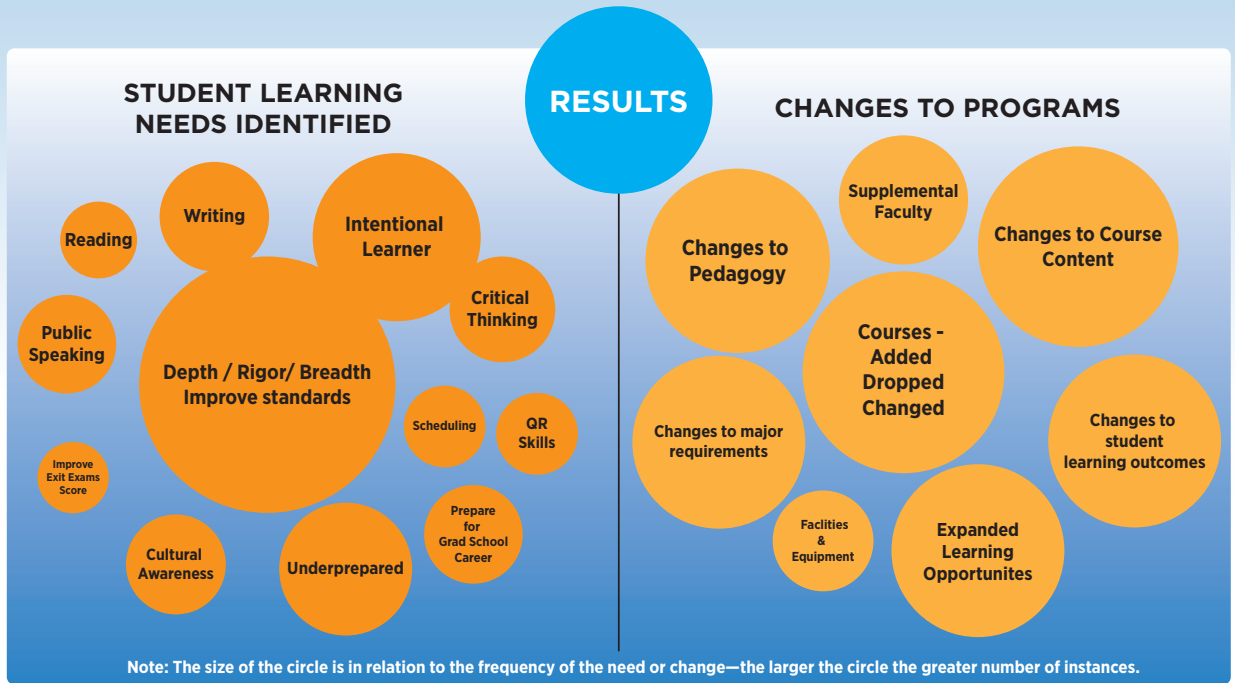 RESULTS
STUDENT LEARNING
NEEDS IDENTIFIED
Reading
Writing
Intentional
Learner
Critical
Thinking
Public
Speaking
Depth / Rigor/ Breadth
Improve standards
Scheduling
QR
Skills
Improve
Exit Exams
Score
Prepare
for
Grad School
Career
Cultural
Awareness
Underprepared
CHANGES TO PROGRAMS
Changes to
Pedagogy
Supplemental
Faculty
Changes to Course
Content
Courses -
Added
Dropped
Changed
Changes to major
requirements
Changes to
student
learning outcomes
Faclities
&
Equipment
Expanded
Learning
Opportunites
Note: The size of the circle is in relation to the frequency of the need or change—the larger the circle the greater number of instances.